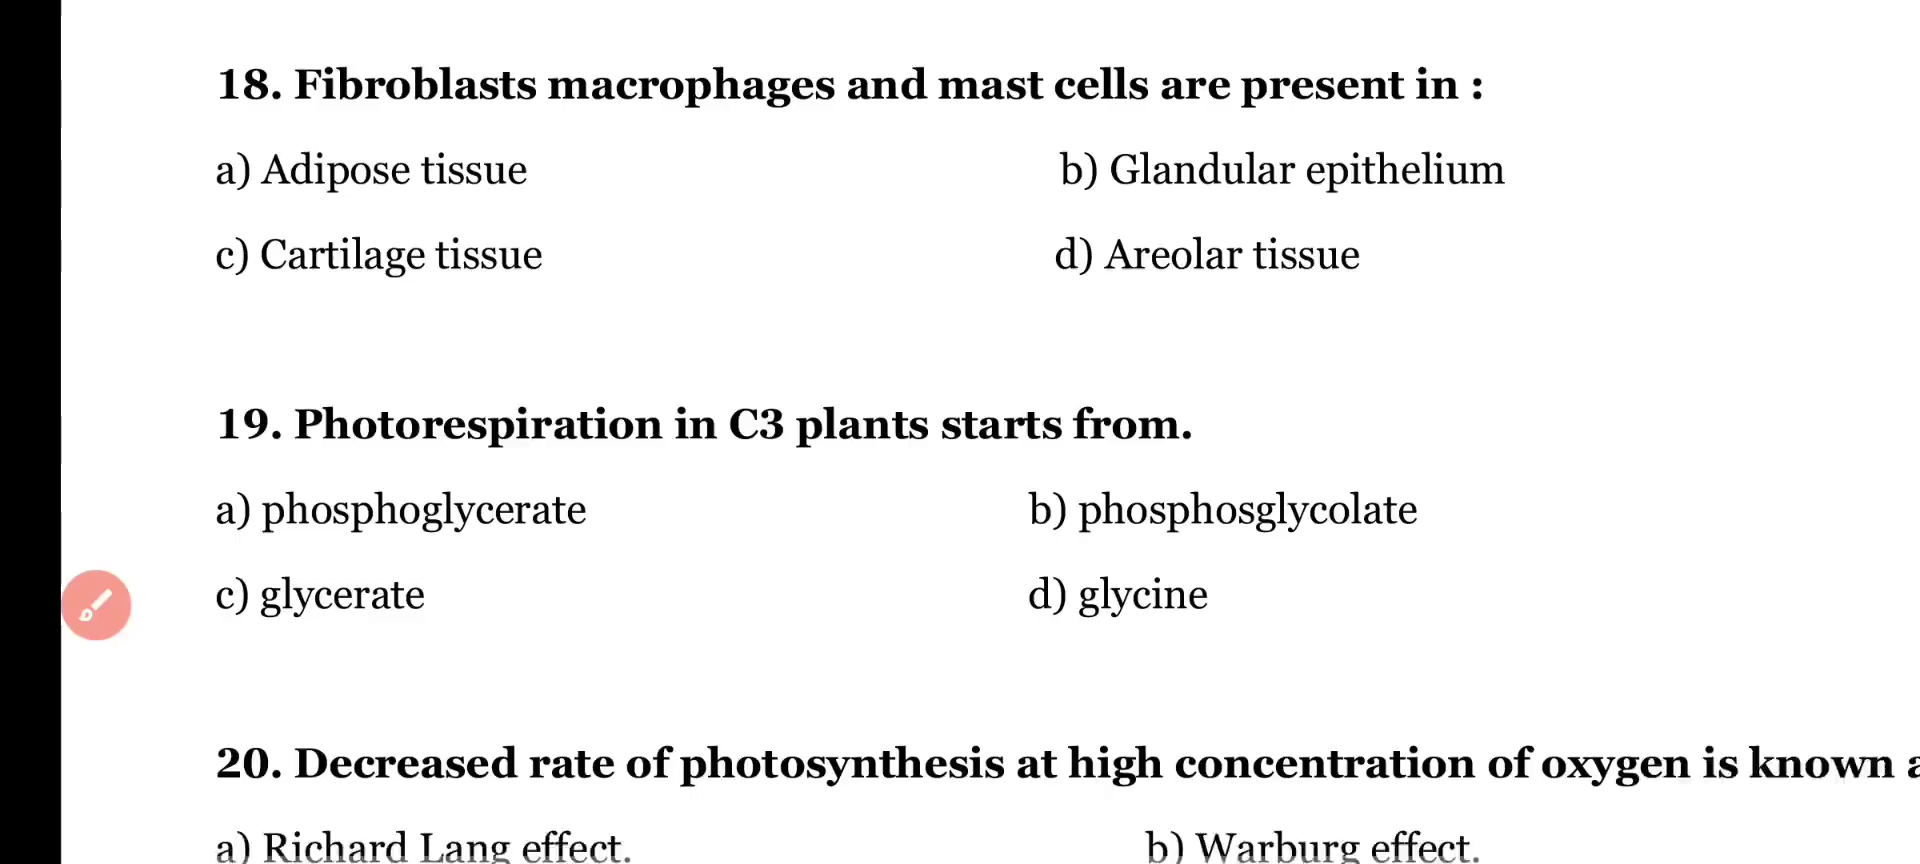 18. Fibroblasts macrophages and mast cells are present in :
a) Adipose tissue b) Glandular epithelium
c) Cartilage tissue d) Areolar tissue
19. Photorespiration in C3 plants starts from.
a) phosphoglycerate b) phosphosglycolate
c) glycerate d) glycine
20. Decreased rate of photosynthesis at high concentration of oxygen is known
a) Richard Lang effect. b) Warburg effect.